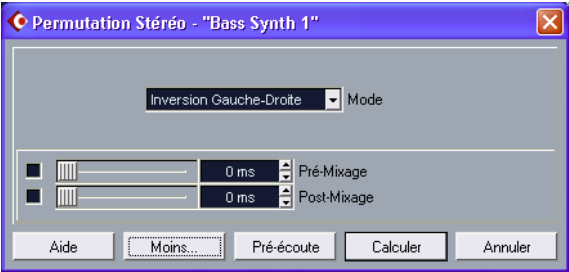 Permutation Stéréo - "Bass Synth 1"
Inversion Gauche-Droite Mode
0 ms Pré-Mixage
0 ms Post-Mixage
Aide Moins... Pré-écoute Calculer Annuler